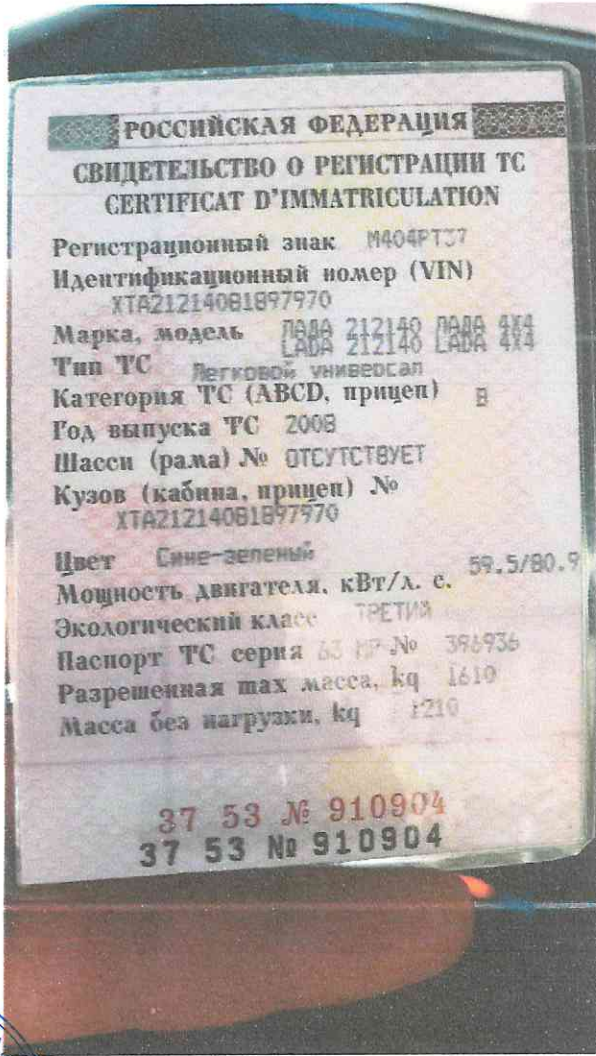 РОССИЙСКАЯ ФЕДЕРАЦИЯ
СВИДЕТЕЛЬСТВО О РЕГИСТРАЦИИ ТС
CERTIFICAT D'IMMATRICULATION
Регистрационный знак М404РТ37
Идентификационный номер (VIN)
XTA21214081897970
Марка, модель ЛАДА 212140 ЛАДА 4X4
LADA 212140 LADA 4X4
Тип ТС Легковой универсал
Категория ТС (ABCD, прицеп) B
Год выпуска ТС 2008
Шасси (рама) № ОТСУТСТВУЕТ
Кузов (кабина, прицеп) №
XTA21214081897970
Цвет Сине-зеленый
Мощность двигателя, кВт/л. с. 59.5/80.9
Экологический класс ТРЕТИЙ
Паспорт ТС серия 63 МР № 396936
Разрешенная max масса, kq 1610
Масса без нагрузки, kq 1210
37 53 № 910904
37 53 № 910904